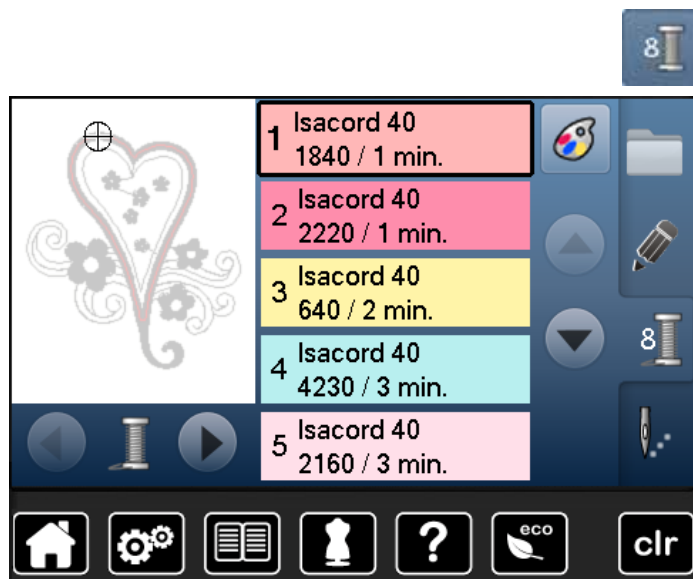 8
1 Isacord 40
1840 / 1 min.
2 Isacord 40
2220 / 1 min.
3 Isacord 40
640 / 2 min.
8
4 Isacord 40
4230 / 3 min.
5 Isacord 40
2160 / 3 min.
?
eco
clr